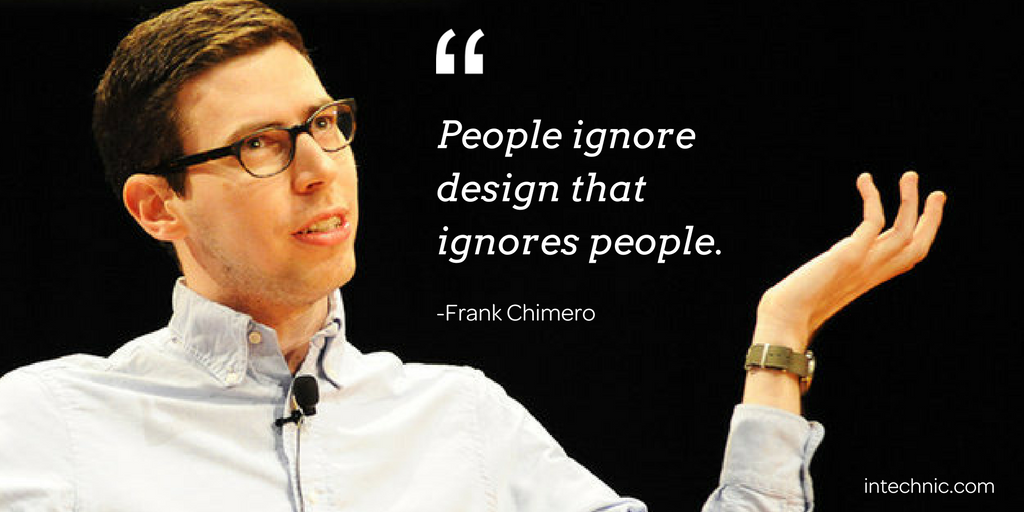 “
People ignore
design that
ignores people.
-Frank Chimero
intechnic.com